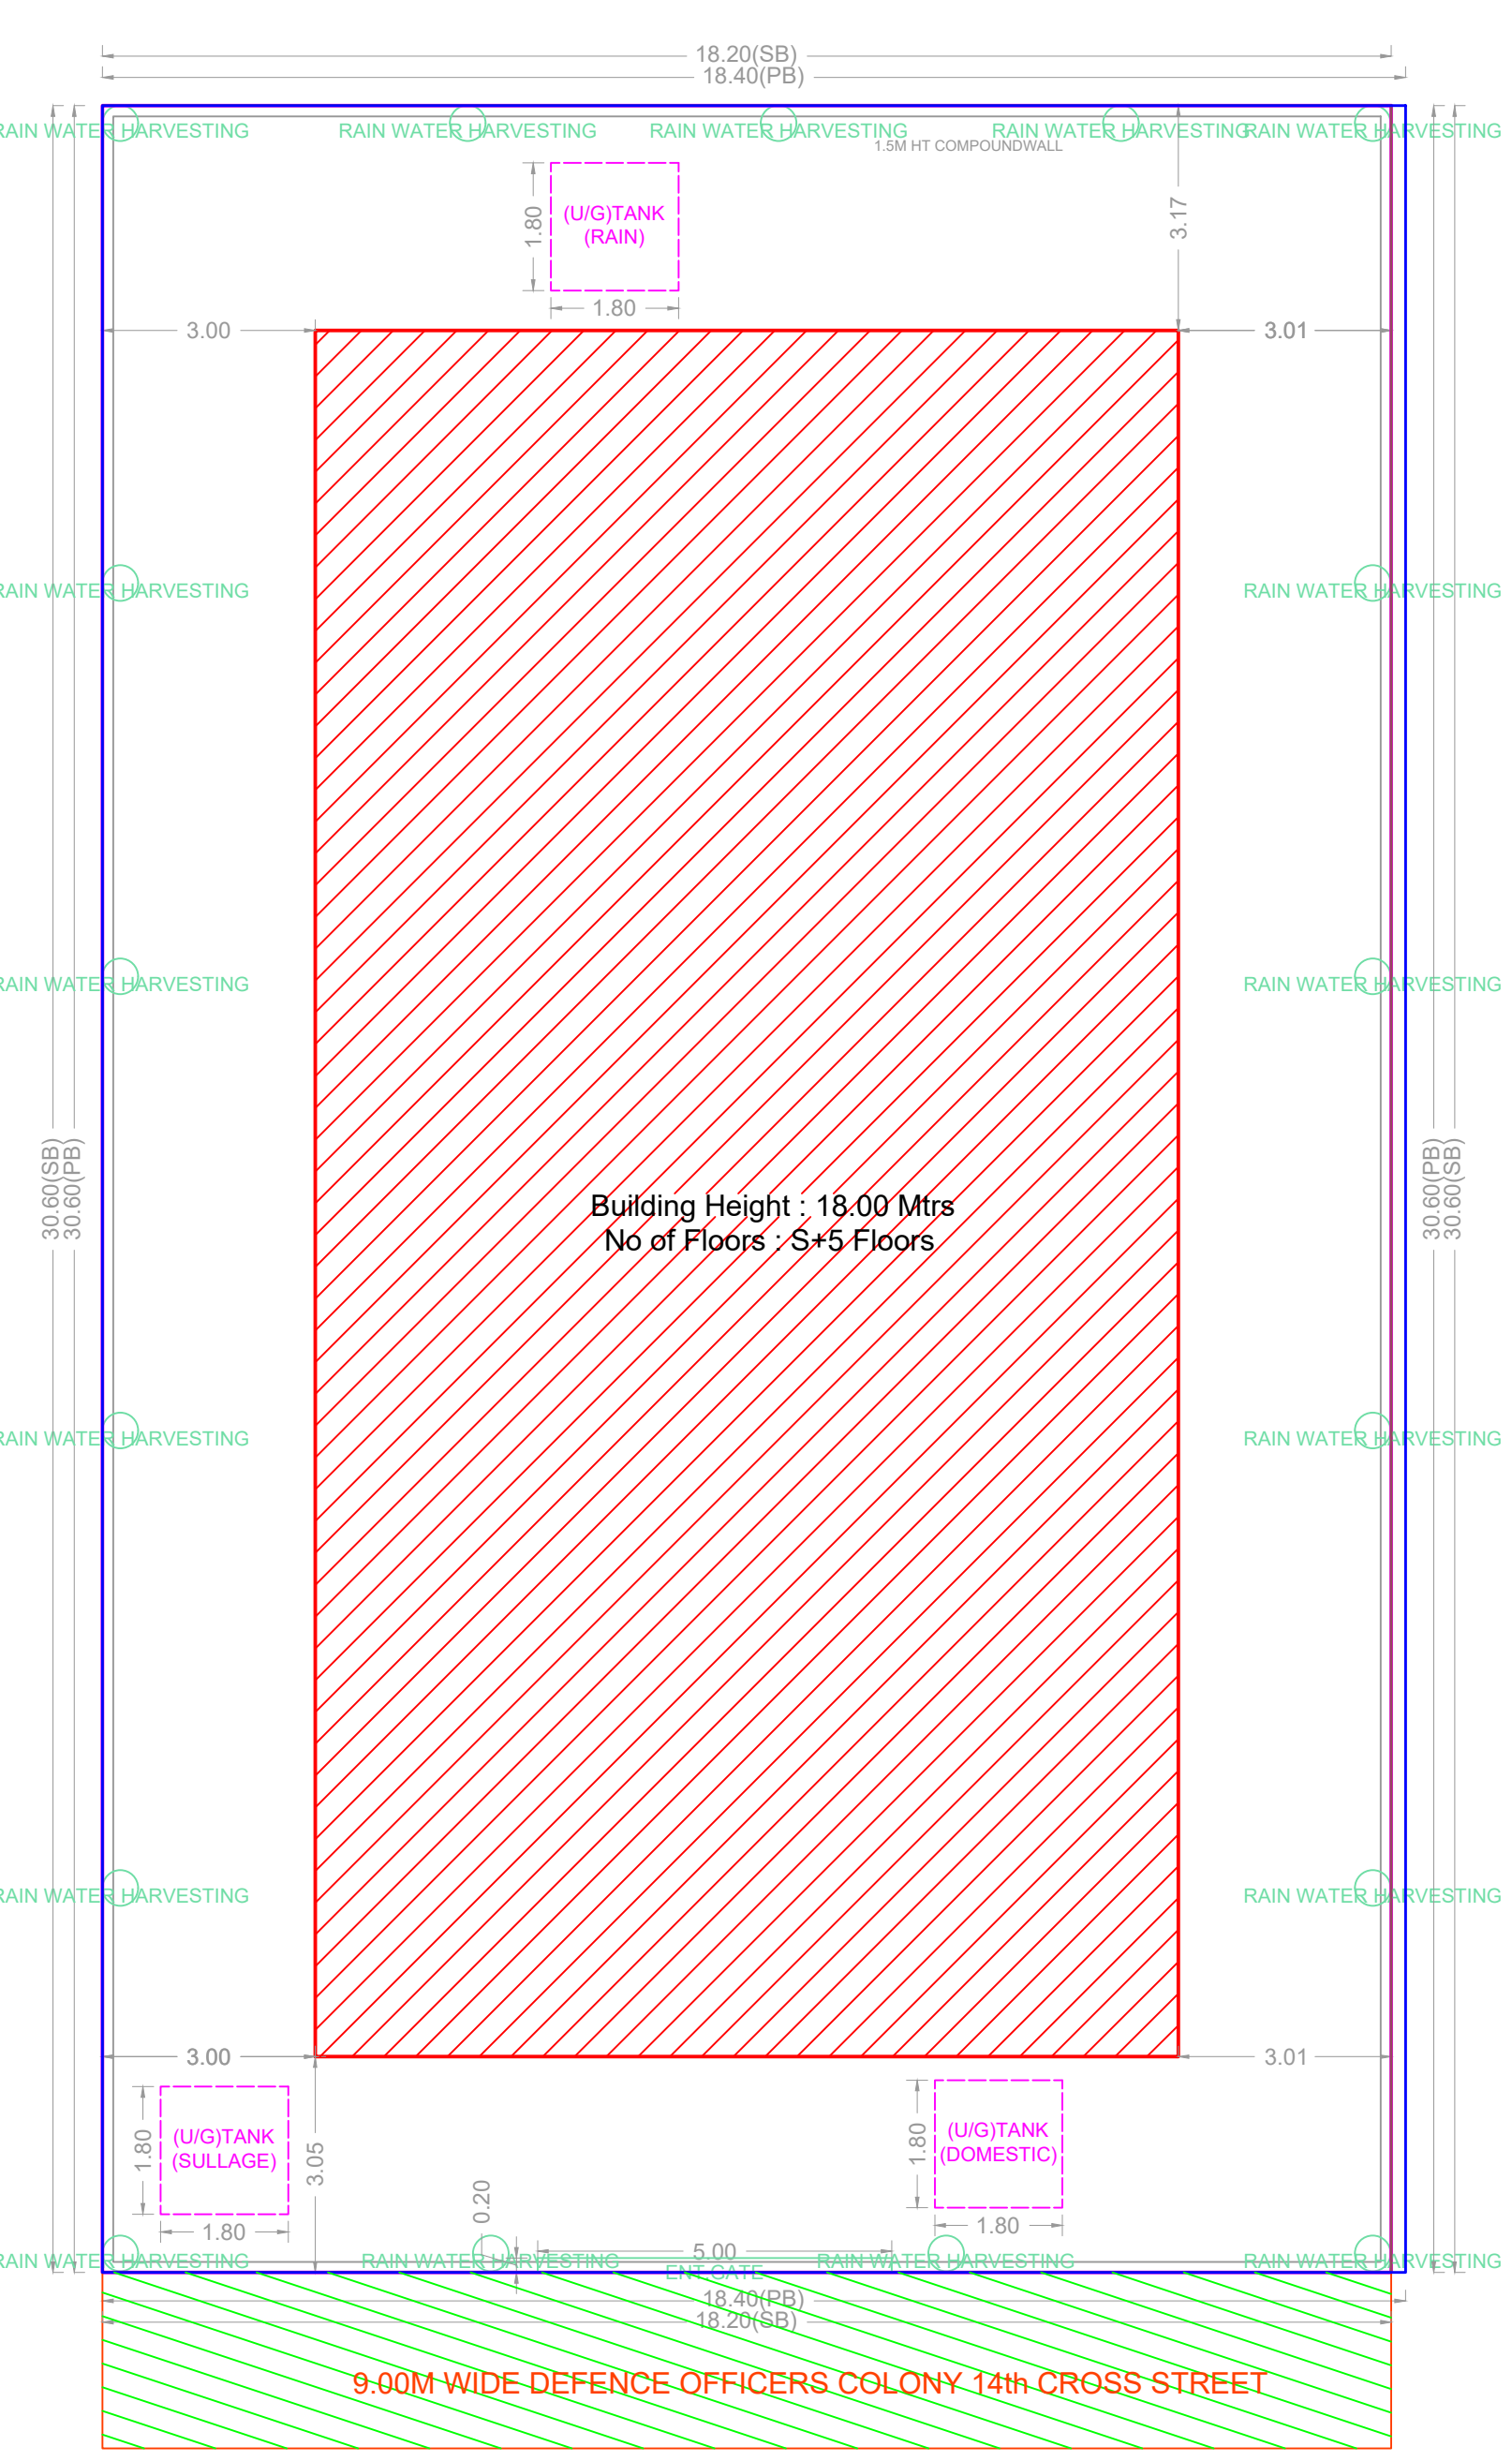 18.20(SB)
18.40(PB)
RAIN WATER HARVESTING
RAIN WATER HARVESTING
RAIN WATER HARVESTING
RAIN WATER HARVESTING
RAIN WATER HARVESTING
1.5M HT COMPOUNDWALL
(U/G)TANK
(RAIN)
1.80
1.80
3.17
3.00
3.01
RAIN WATER HARVESTING
RAIN WATER HARVESTING
RAIN WATER HARVESTING
RAIN WATER HARVESTING
30.60(SB)
30.60(PB)
Building Height : 18.00 Mtrs
No of Floors : S+5 Floors
30.60(PB)
30.60(SB)
RAIN WATER HARVESTING
RAIN WATER HARVESTING
RAIN WATER HARVESTING
RAIN WATER HARVESTING
3.00
3.01
(U/G)TANK
(SULLAGE)
1.80
1.80
3.05
0.20
(U/G)TANK
(DOMESTIC)
1.80
1.80
RAIN WATER HARVESTING
RAIN WATER HARVESTING
5.00
ENT.GATE
RAIN WATER HARVESTING
RAIN WATER HARVESTING
18.40(PB)
18.20(SB)
9.00M WIDE DEFENCE OFFICERS COLONY 14th CROSS STREET